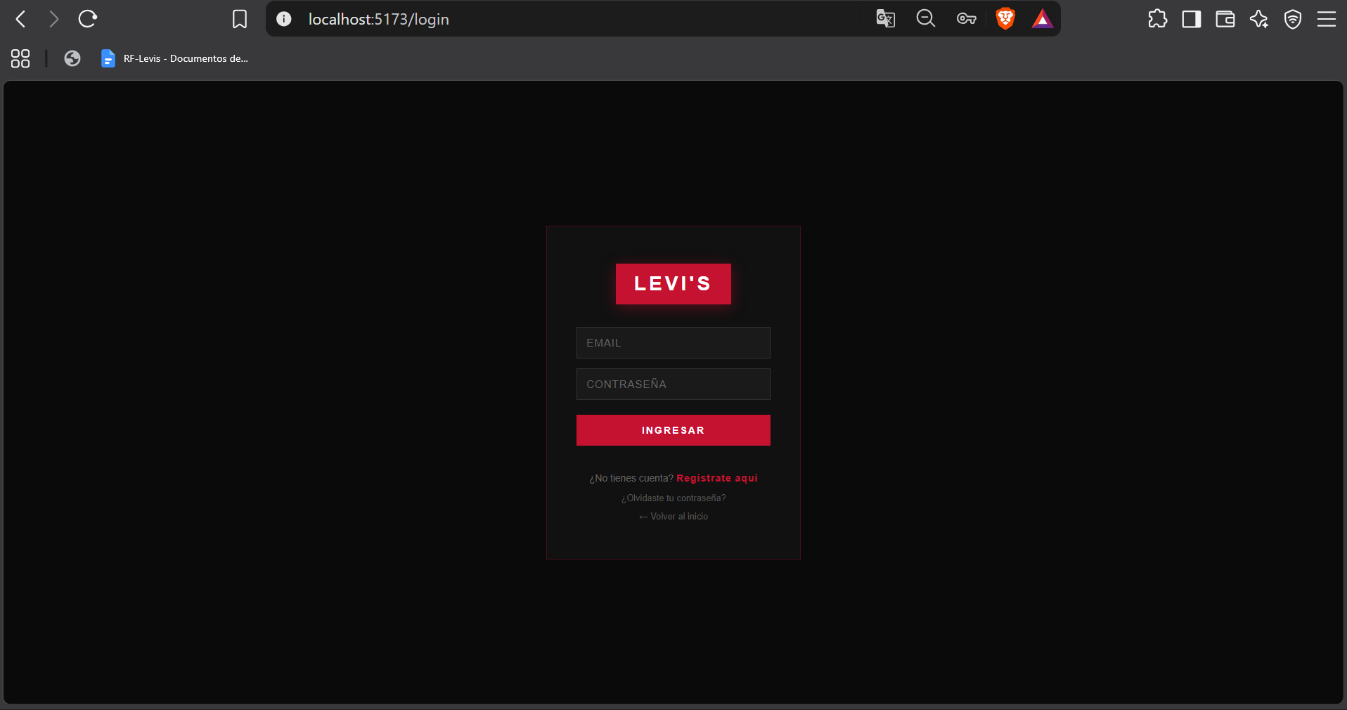 localhost:5173/login
RF-Levis - Documentos de...
LEVI'S
EMAIL
CONTRASEÑA
INGRESAR
¿No tienes cuenta? Regístrate aquí
¿Olvidaste tu contraseña?
← Volver al inicio